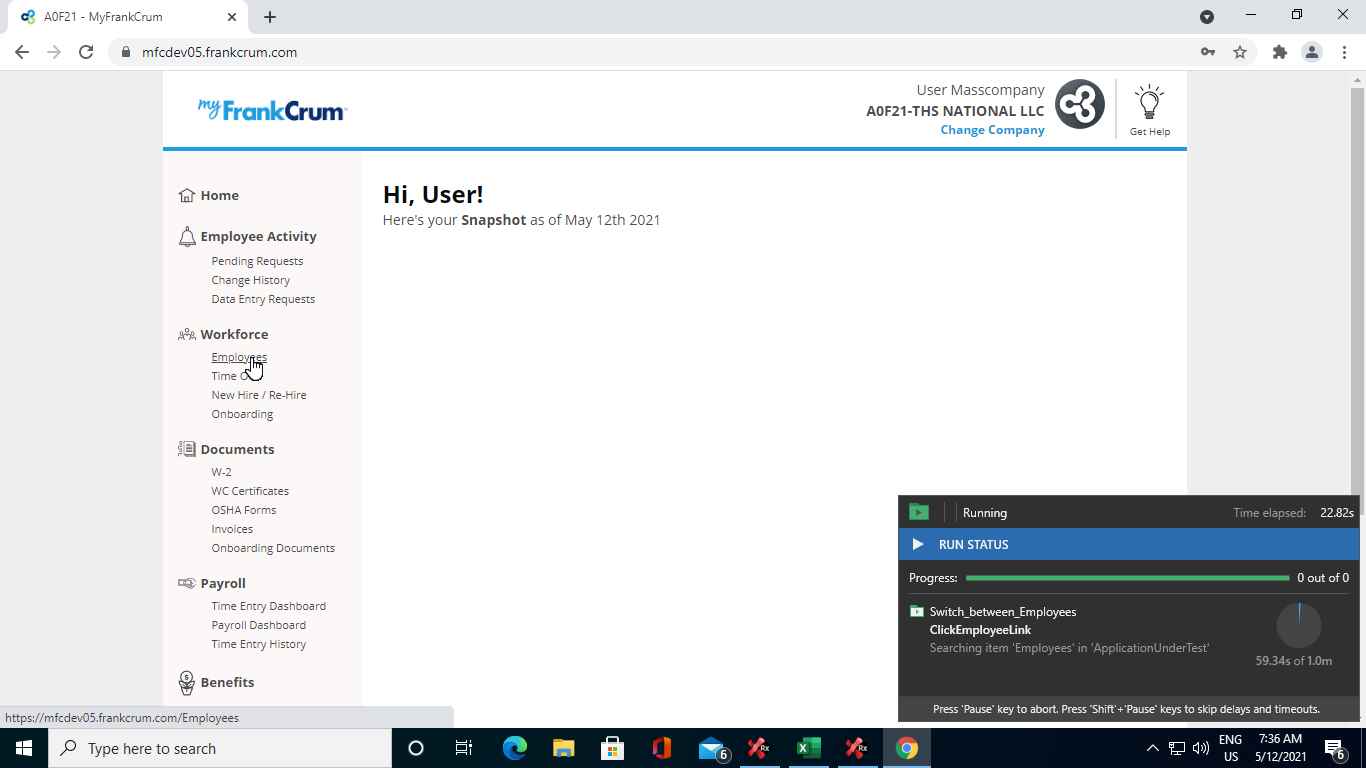 A0F21 - MyFrankCrum
mfcdev05.frankcrum.com
my FrankCrum
User Masscompany
A0F21-THS NATIONAL LLC
Change Company
Get Help
Home
Employee Activity
Pending Requests
Change History
Data Entry Requests
Workforce
Employees
Time O
New Hire / Re-Hire
Onboarding
Documents
W-2
WC Certificates
OSHA Forms
Invoices
Onboarding Documents
Payroll
Time Entry Dashboard
Payroll Dashboard
Time Entry History
Benefits
Hi, User!
Here's your Snapshot as of May 12th 2021
Running
Time elapsed: 22.82s
RUN STATUS
Progress: 0 out of 0
Switch_between_Employees
ClickEmployeeLink
Searching item 'Employees' in 'ApplicationUnderTest'
59.34s of 1.0m
Press 'Pause' key to abort. Press 'Shift'+'Pause' keys to skip delays and timeouts.
https://mfcdev05.frankcrum.com/Employees
Type here to search
6
Rx
Rx
ENG
US
7:36 AM
5/12/2021
6